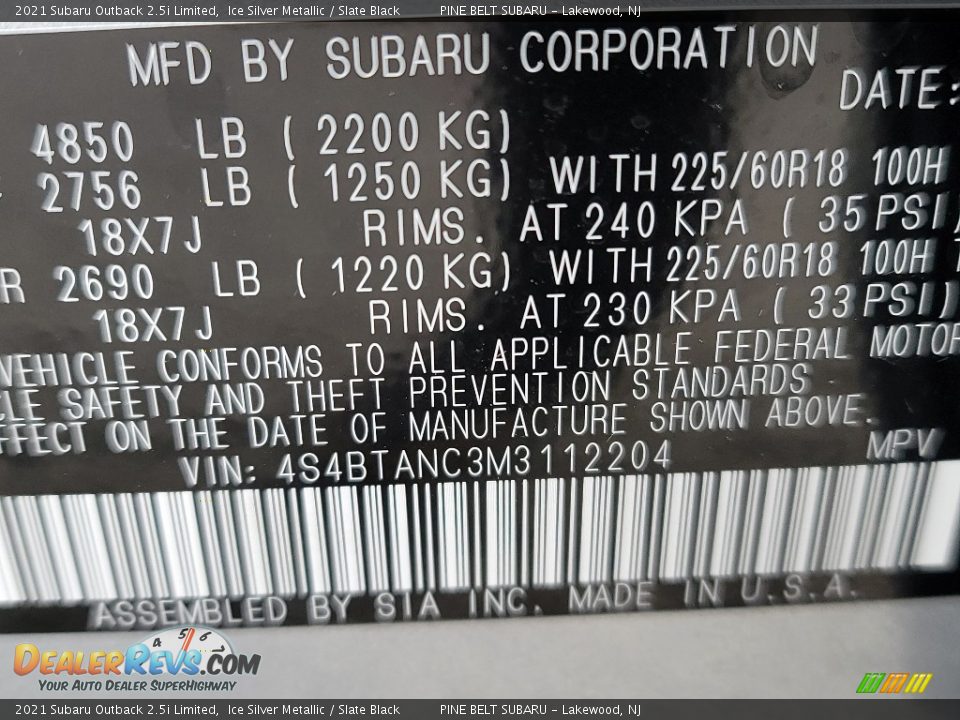 2021 Subaru Outback 2.5i Limited, Ice Silver Metallic / Slate Black PINE BELT SUBARU - Lakewood, NJ
MFD BY SUBARU CORPORATION
DATE:
4850 LB ( 2200 KG)
2756 LB ( 1250 KG) WITH 225/60R18 100H
18X7J RIMS. AT 240 KPA ( 35 PSI)
R 2690 LB ( 1220 KG) WITH 225/60R18 100H T
18X7J RIMS. AT 230 KPA ( 33 PSI)
VEHICLE CONFORMS TO ALL APPLICABLE FEDERAL MOTOR
CLE SAFETY AND THEFT PREVENTION STANDARDS
FFECT ON THE DATE OF MANUFACTURE SHOWN ABOVE.
VIN: 4S4BTANC3M3112204 MPV
ASSEMBLED BY SIA INC. MADE IN U.S.A.
4 5 6
DEALERREVS.COM
YOUR AUTO DEALER SUPERHIGHWAY
2021 Subaru Outback 2.5i Limited, Ice Silver Metallic / Slate Black PINE BELT SUBARU - Lakewood, NJ